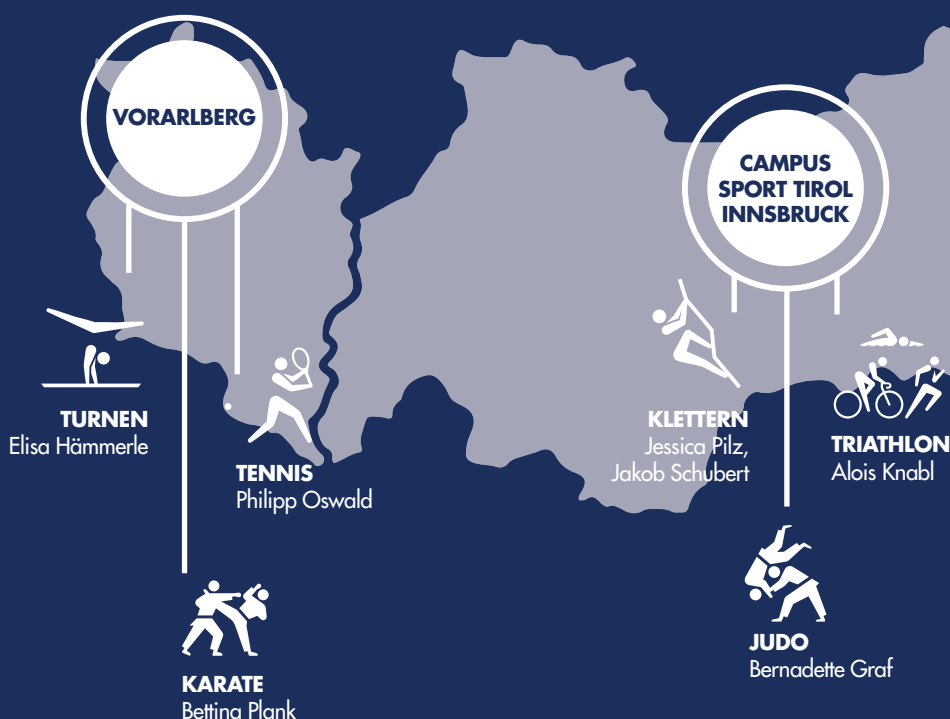 VORARLBERG
TURNEN
Elisa Hämmerle
TENNIS
Philipp Oswald
KARATE
Betting Plank
CAMPUS
SPORT TIROL
INNSBRUCK
KLETTERN
Jessica Pilz,
Jakob Schubert
TRIATHLON
Alois Knabl
JUDO
Bernadette Graf